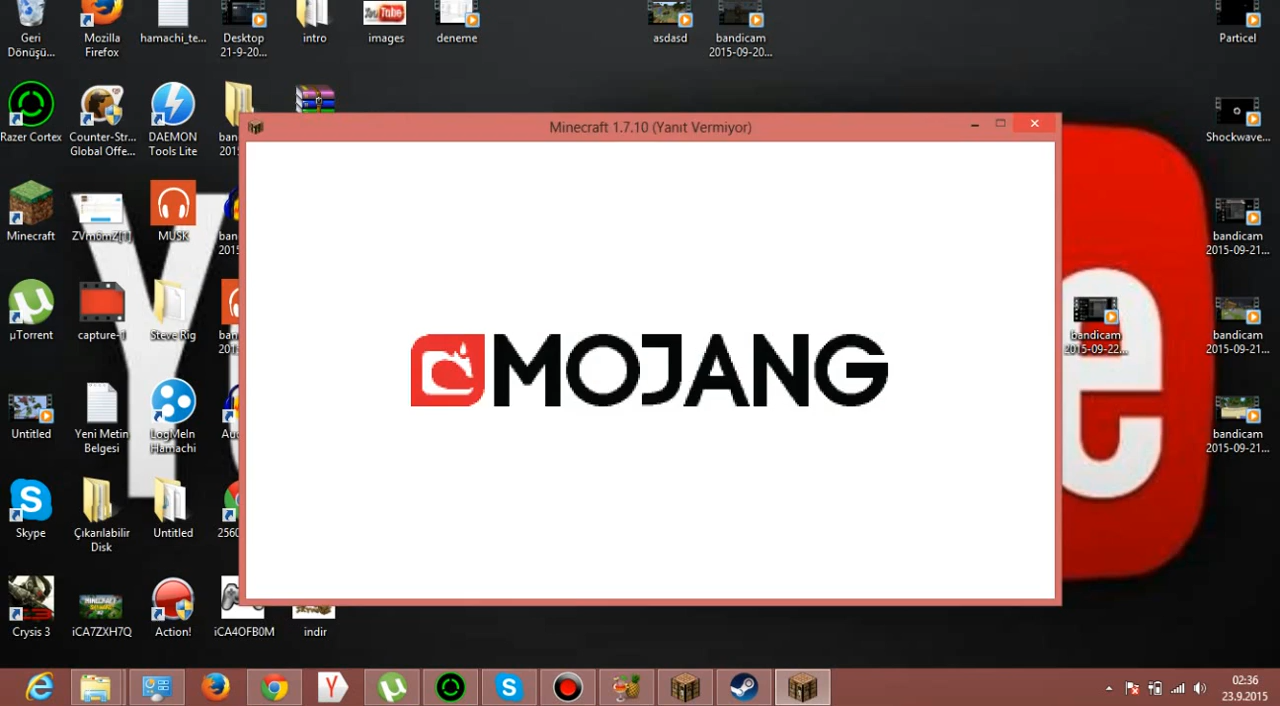 Geri
Dönüşü...
Mozilla
Firefox
hamachi_te...
Desktop
21-9-20...
intro
You Tube
images
deneme
asdasd
bandicam
2015-09-20...
Particel
Razer Cortex
Counter-Str...
Global Offe...
DAEMON
Tools Lite
Shockwave...
Minecraft 1.7.10 (Yanıt Vermiyor)
MOJANG
Minecraft
ZVm6mZ[1]
MUSK
bandicam
2015-09-21...
µTorrent
capture-1
Steve Rig
bandicam
2015-09-22...
bandicam
2015-09-21...
Untitled
Yeni Metin
Belgesi
LogMeIn
Hamachi
bandicam
2015-09-21...
Skype
Çıkarılabilir
Disk
Untitled
Crysis 3
iCA7ZXH7Q
Action!
iCA4OFB0M
indir
02:36
23.9.2015